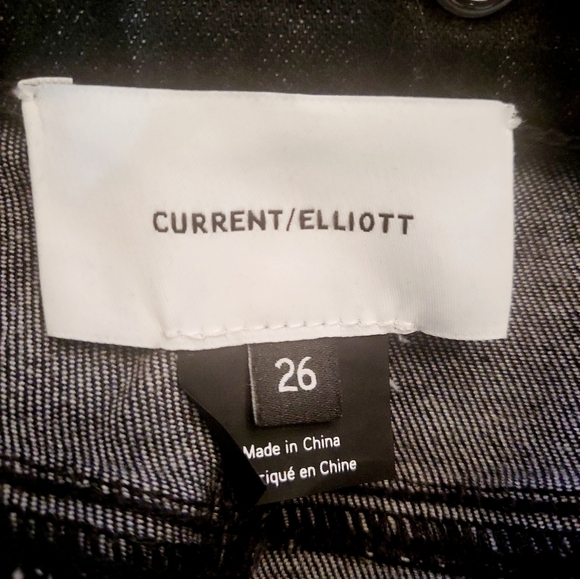 CURRENT/ELLIOTT
26
Made in China
riqué en Chine